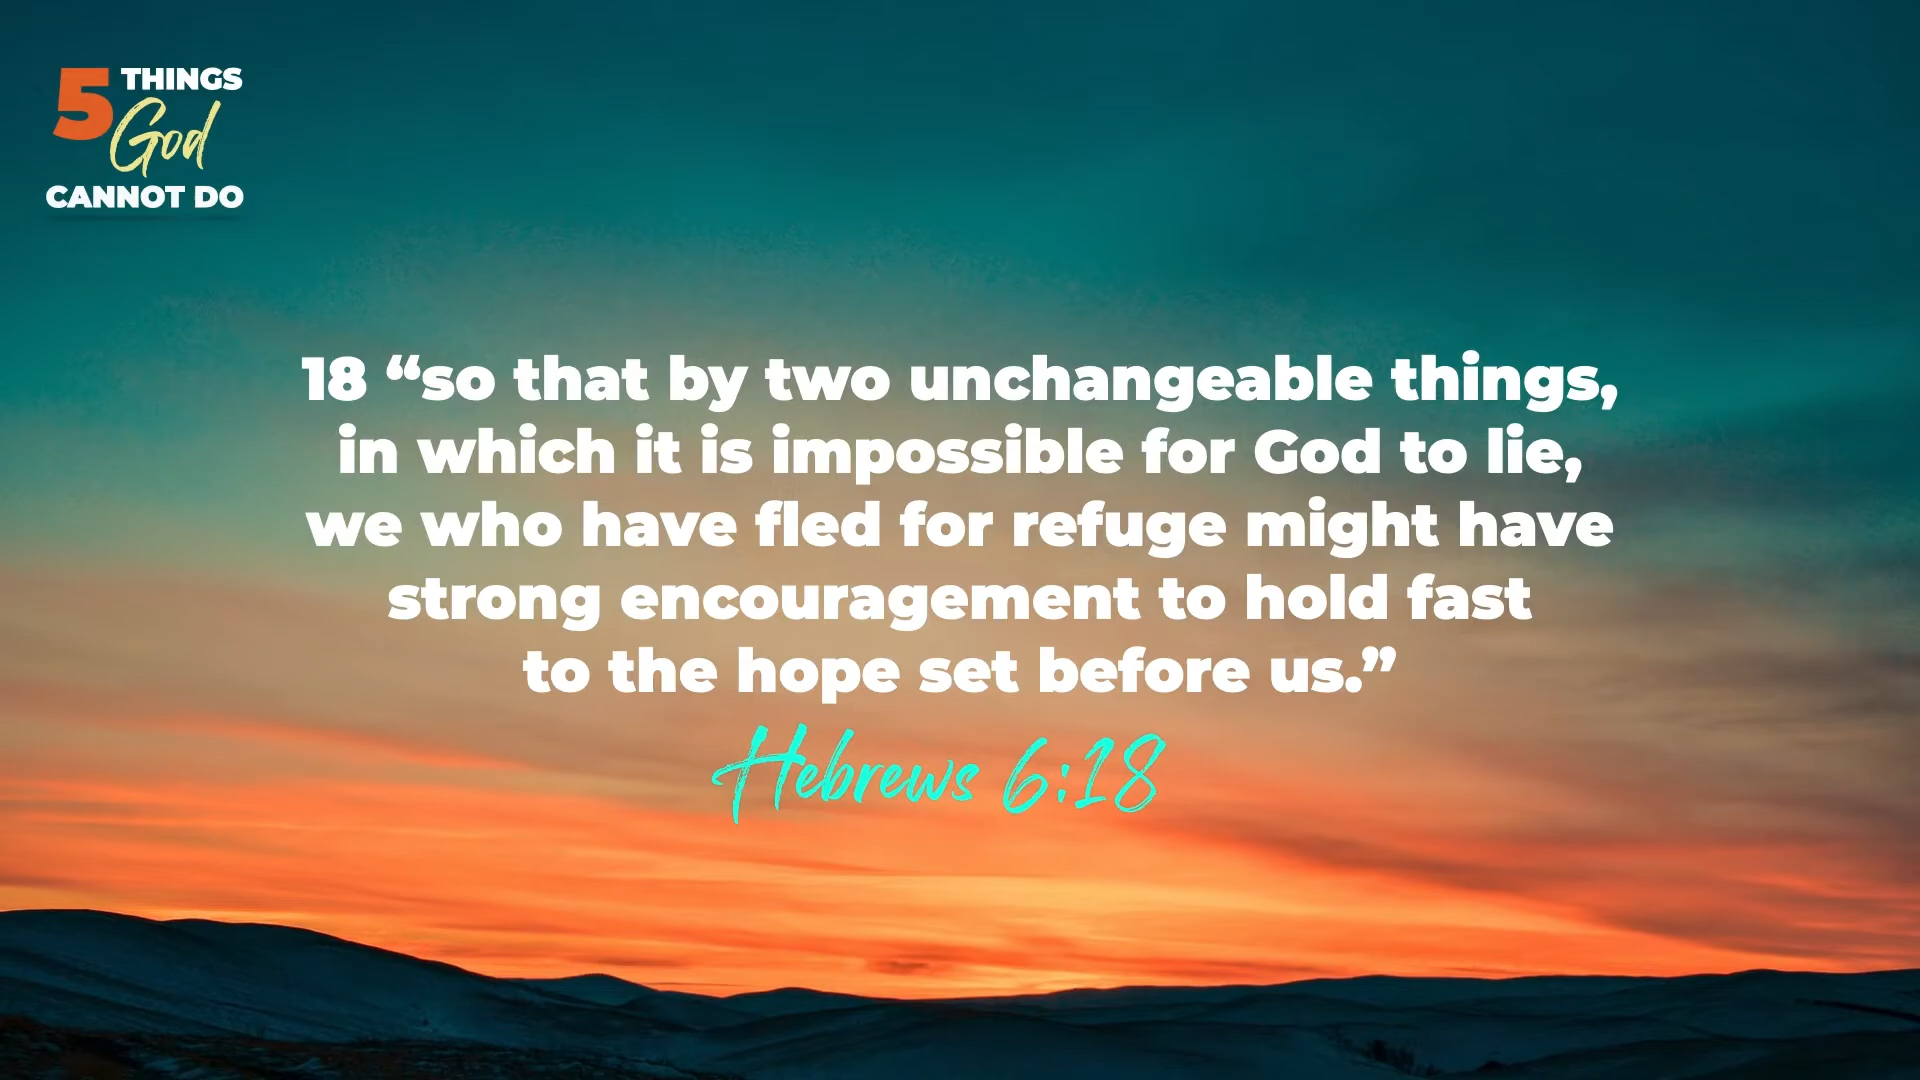 5 THINGS
God
CANNOT DO
18 “so that by two unchangeable things,
in which it is impossible for God to lie,
we who have fled for refuge might have
strong encouragement to hold fast
to the hope set before us.”
Hebrews 6:18